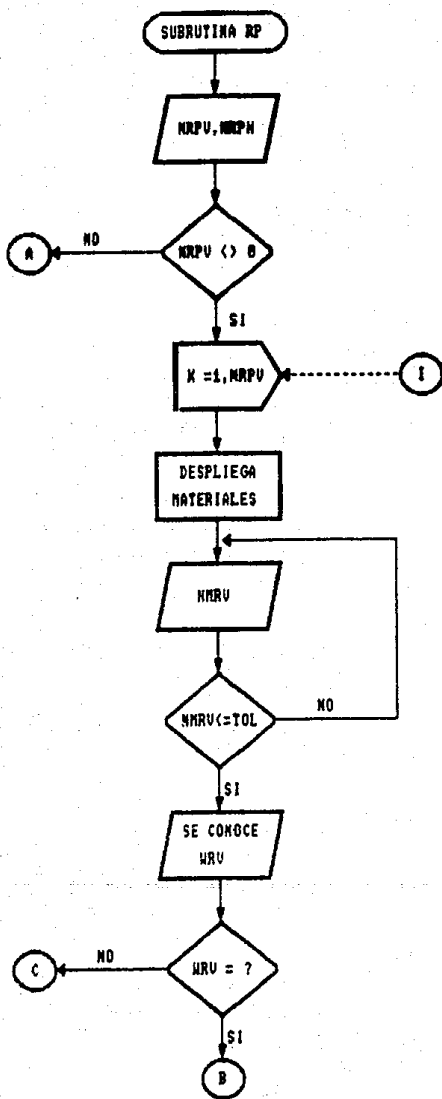 SUBRUTINA RP
NRPV,NRPH
NRPV <> 0
NO
A
SI
K =1,NRPV
I
DESPLIEGA
MATERIALES
NMRV
NMRV<=TOL
NO
SI
SE CONOCE
WRV
WRV = ?
NO
C
SI
B